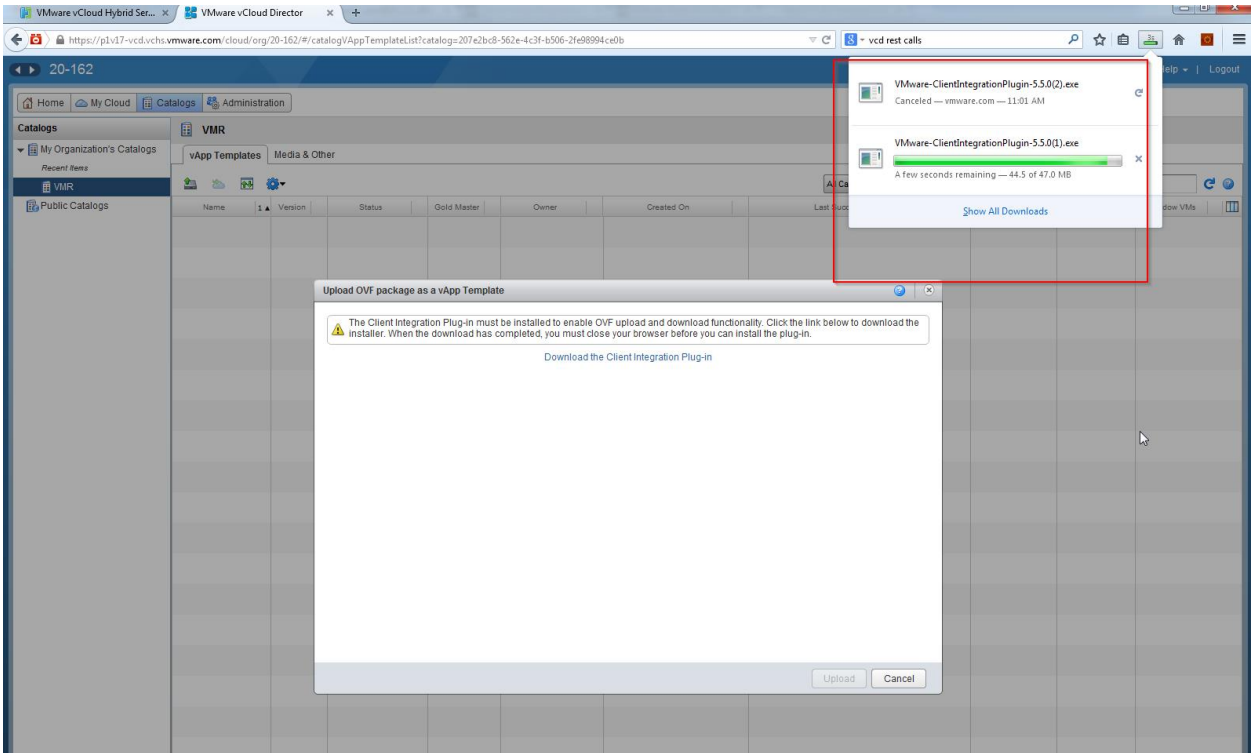 VMware vCloud Hybrid Ser...
VMware vCloud Director
https://p1v17-vcd.vchs.vmware.com/cloud/org/20-162/#/catalogVAppTemplateList?catalog=207e2bc8-562e-4c3f-b506-2fe98994ce0b
vcd rest calls
20-162
Help
Logout
Home
My Cloud
Catalogs
Administration
VMware-ClientIntegrationPlugin-5.5.0(2).exe
Canceled — vmware.com — 11:01 AM
VMware-ClientIntegrationPlugin-5.5.0(1).exe
A few seconds remaining — 44.5 of 47.0 MB
Show All Downloads
Catalogs
My Organization's Catalogs
Recent Items
VMR
Public Catalogs
VMR
vApp Templates
Media & Other
Name
1
Version
Status
Gold Master
Owner
Created On
Last
VMs
Upload OVF package as a vApp Template
The Client Integration Plug-in must be installed to enable OVF upload and download functionality. Click the link below to download the
installer. When the download has completed, you must close your browser before you can install the plug-in.
Download the Client Integration Plug-in
Upload
Cancel